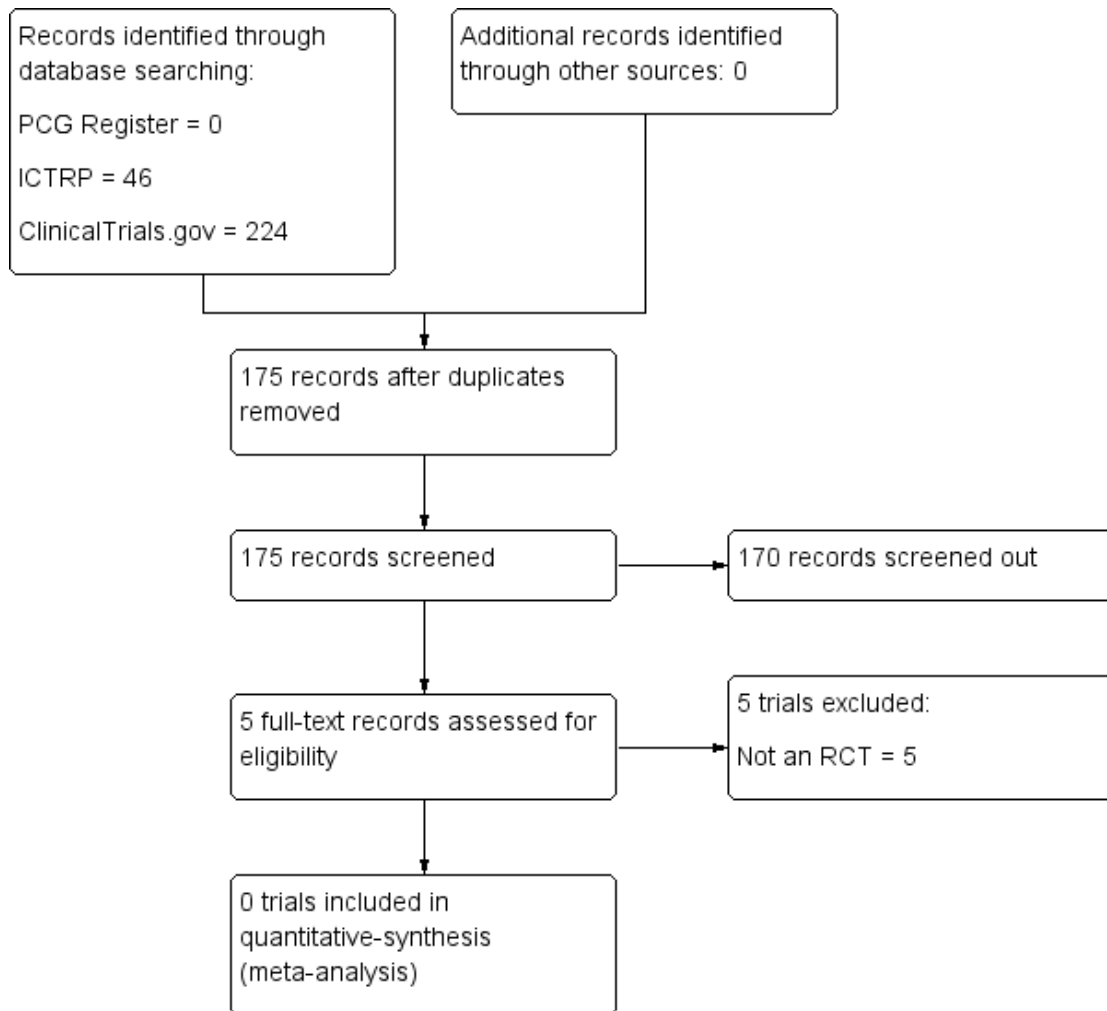 Records identified through
database searching:
PCG Register = 0
ICTRP = 46
ClinicalTrials.gov = 224
Additional records identified
through other sources: 0
175 records after duplicates
removed
175 records screened
170 records screened out
5 full-text records assessed for
eligibility
5 trials excluded:
Not an RCT = 5
0 trials included in
quantitative-synthesis
(meta-analysis)